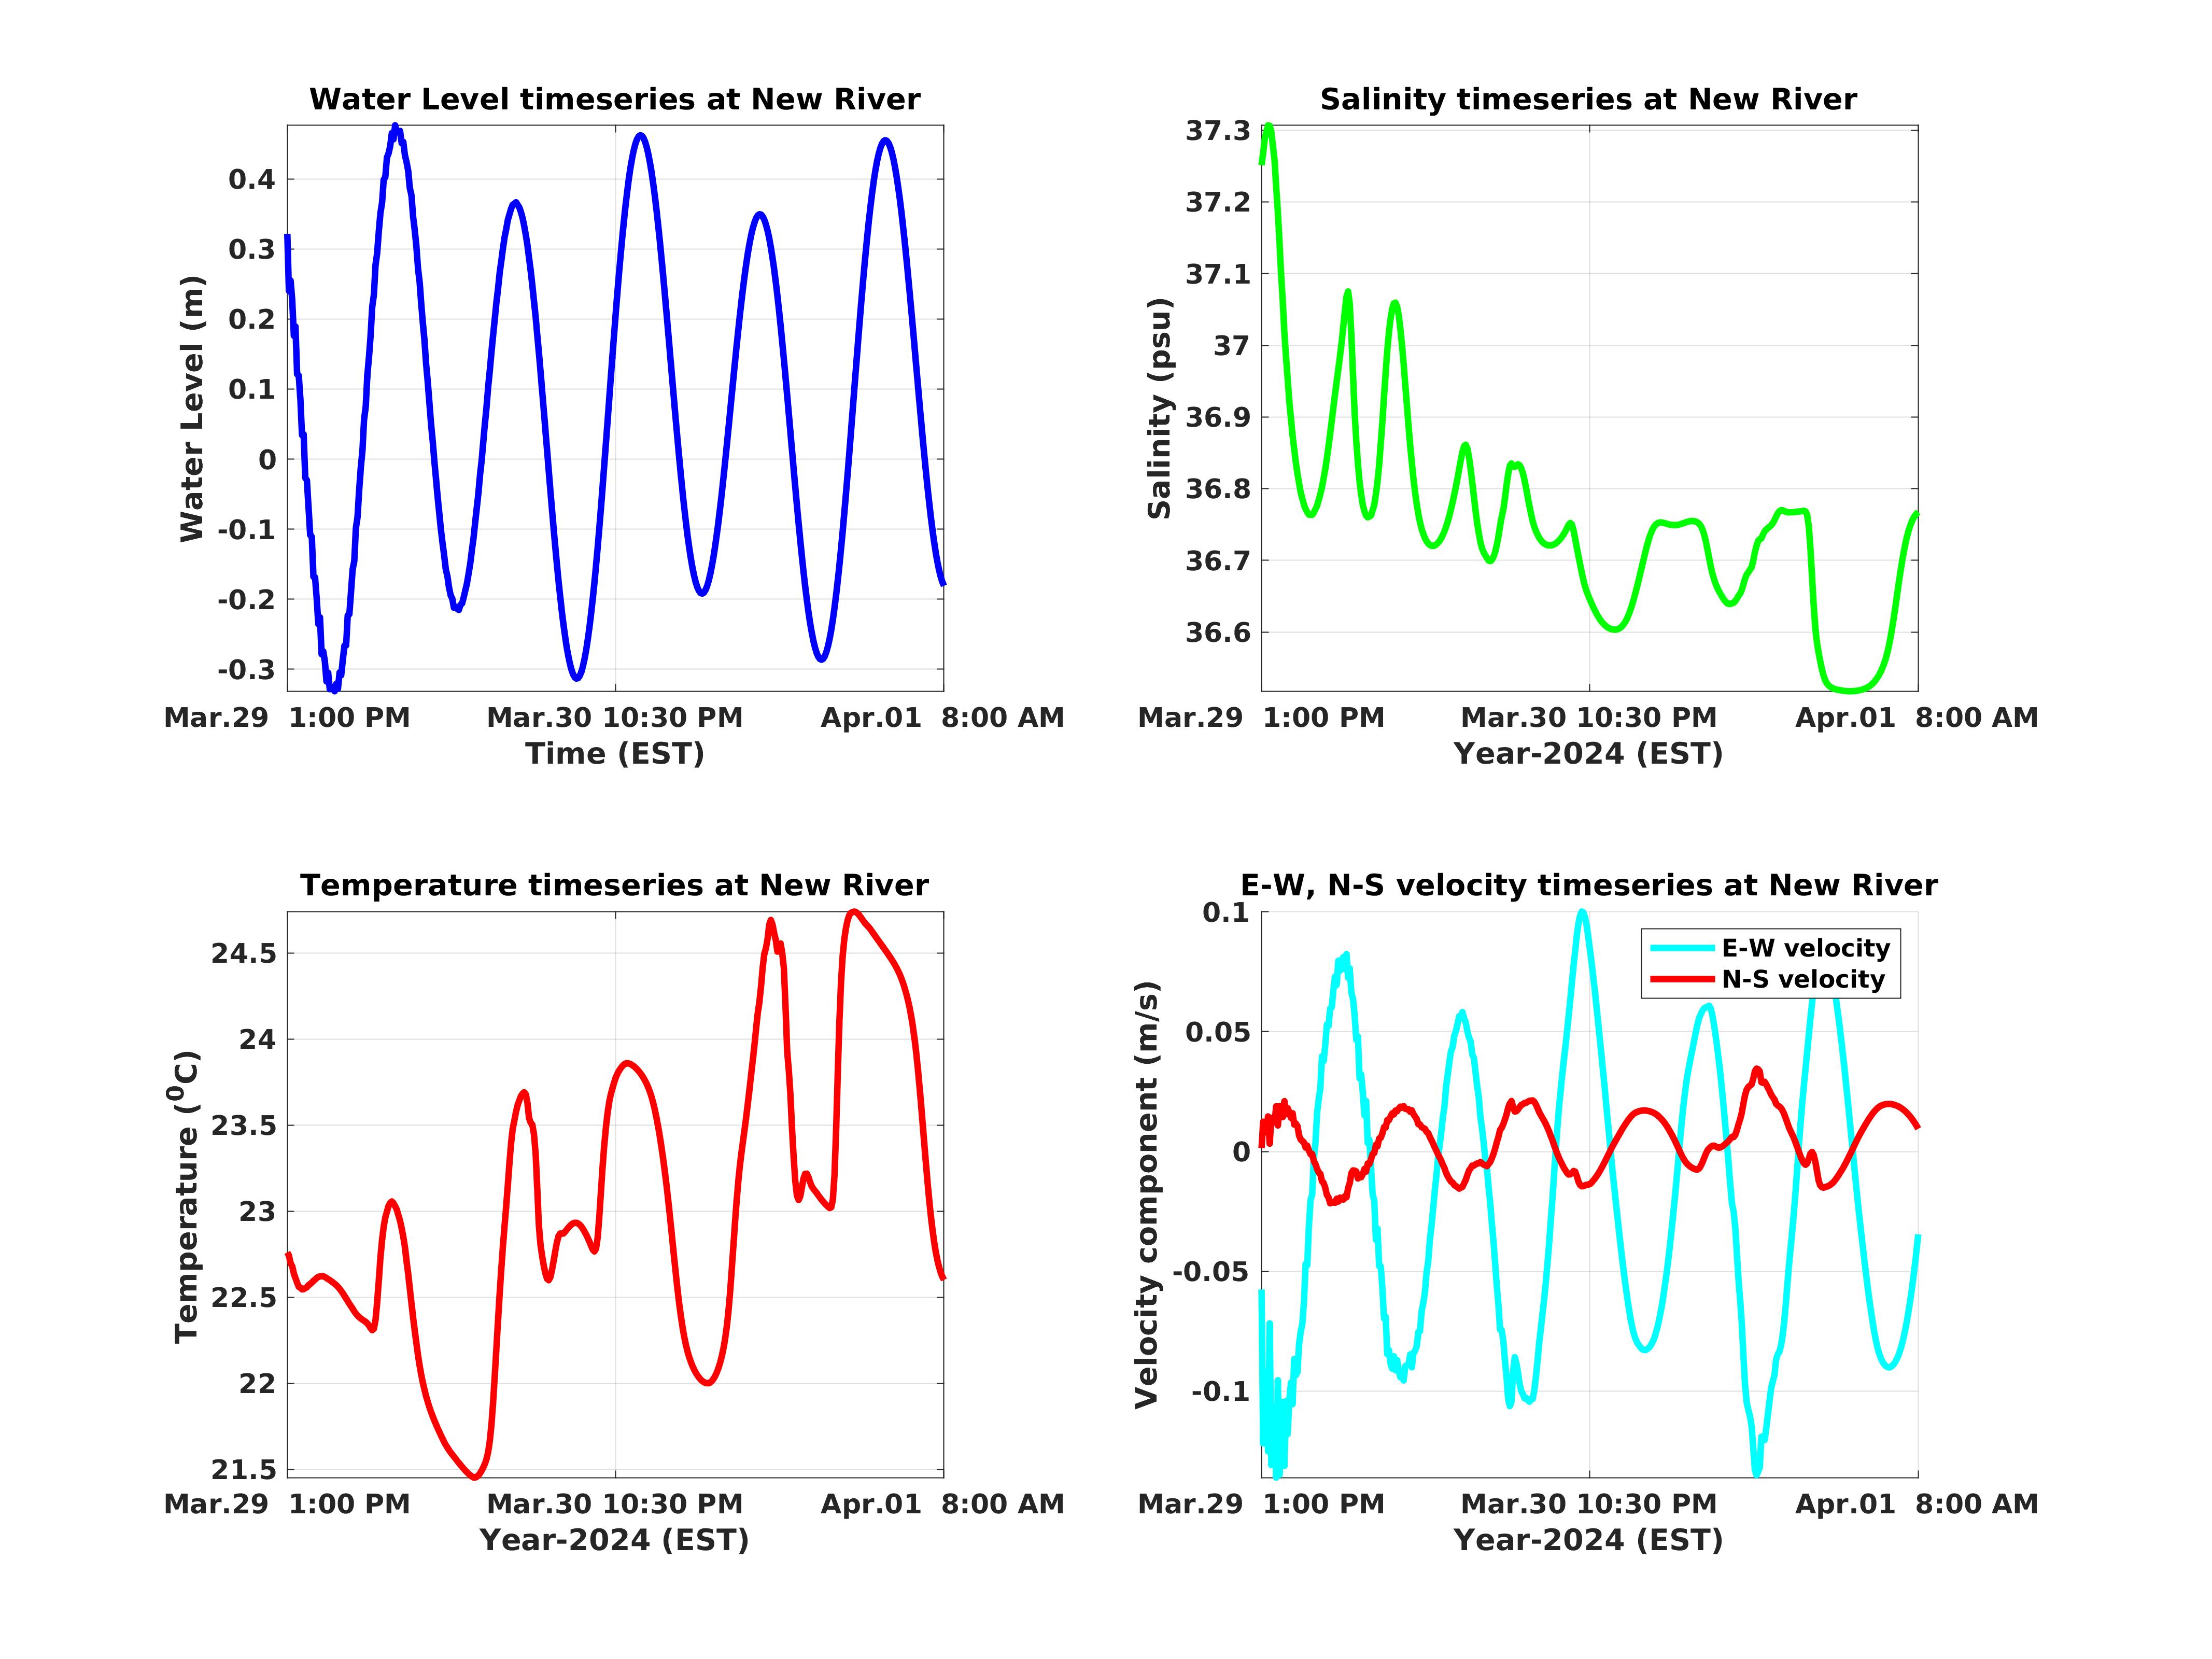 Water Level timeseries at New River
0.4
0.3
0.2
0.1
0
-0.1
-0.2
-0.3
Water Level (m)
Mar.29 1:00 PM
Mar.30 10:30 PM
Apr.01 8:00 AM
Time (EST)
Salinity timeseries at New River
37.3
37.2
37.1
37
36.9
36.8
36.7
36.6
Salinity (psu)
Mar.29 1:00 PM
Mar.30 10:30 PM
Apr.01 8:00 AM
Year-2024 (EST)
Temperature timeseries at New River
24.5
24
23.5
23
22.5
22
21.5
Temperature (⁰C)
Mar.29 1:00 PM
Mar.30 10:30 PM
Apr.01 8:00 AM
Year-2024 (EST)
E-W, N-S velocity timeseries at New River
0.1
0.05
0
-0.05
-0.1
Velocity component (m/s)
E-W velocity
N-S velocity
Mar.29 1:00 PM
Mar.30 10:30 PM
Apr.01 8:00 AM
Year-2024 (EST)